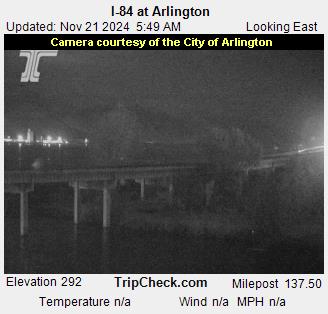 I-84 at Arlington
Updated: Nov 21 2024 5:49 AM Looking East
Camera courtesy of the City of Arlington
Elevation 292 TripCheck.com Milepost 137.50
Temperature n/a Wind n/a MPH n/a